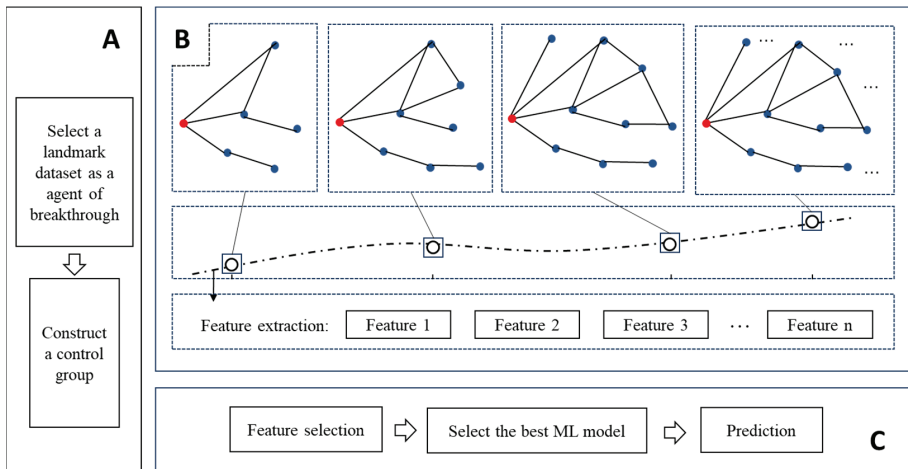 A
Select a
landmark
dataset as a
agent of
breakthrough
Construct
a control
group
B
... ...
...
...
Feature extraction: Feature 1 Feature 2 Feature 3 ... Feature n
Feature selection Select the best ML model Prediction
C